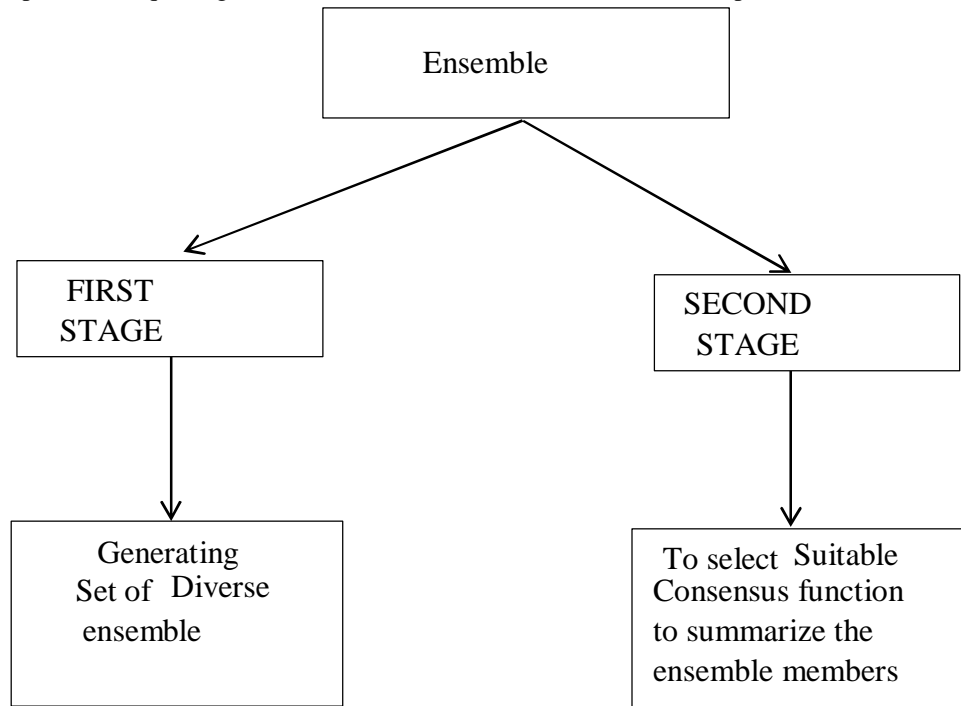 Ensemble
FIRST
STAGE
SECOND
STAGE
Generating
Set of Diverse
ensemble
To select Suitable
Consensus function
to summarize the
ensemble members